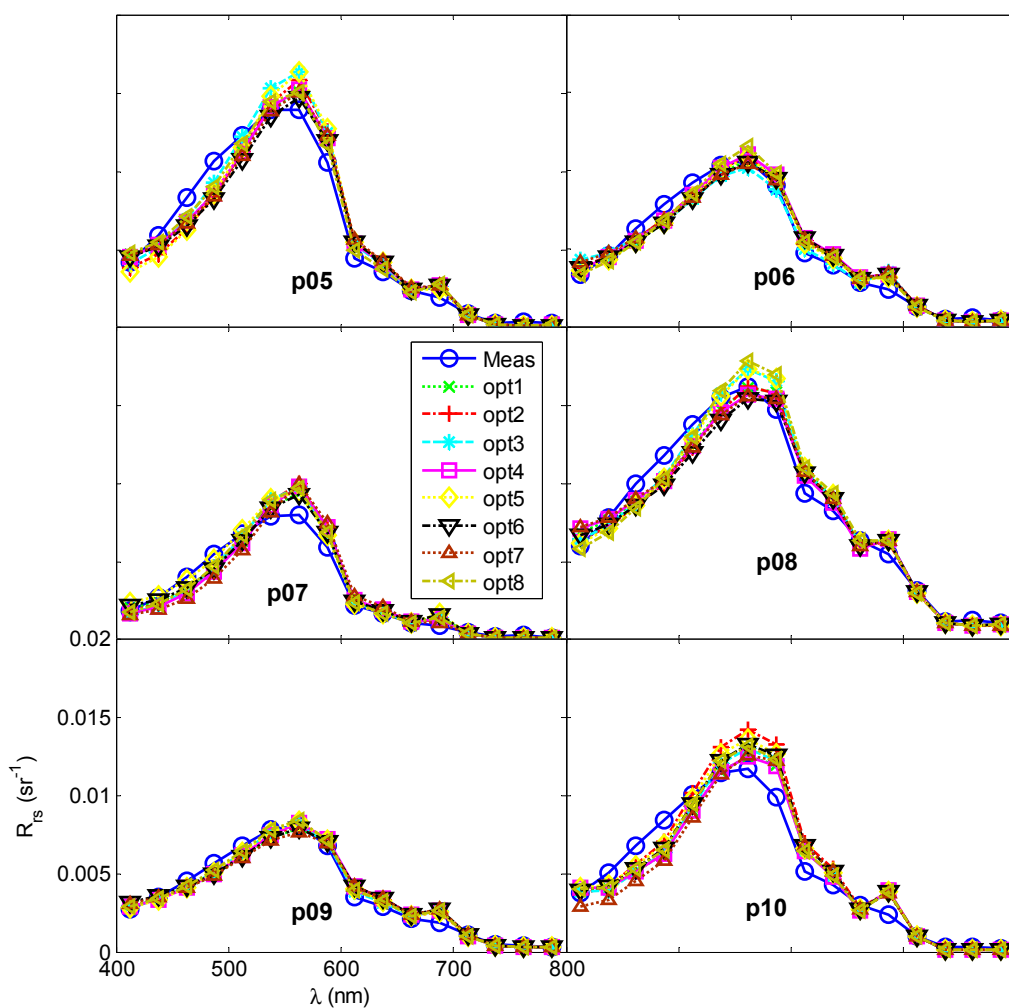 p05
p06
Meas
opt1
opt2
opt3
opt4
opt5
opt6
opt7
opt8
p07
p08
0.02
0.015
0.01
0.005
0
R_rs (sr^-1)
p09
p10
400 500 600 700 800
λ (nm)